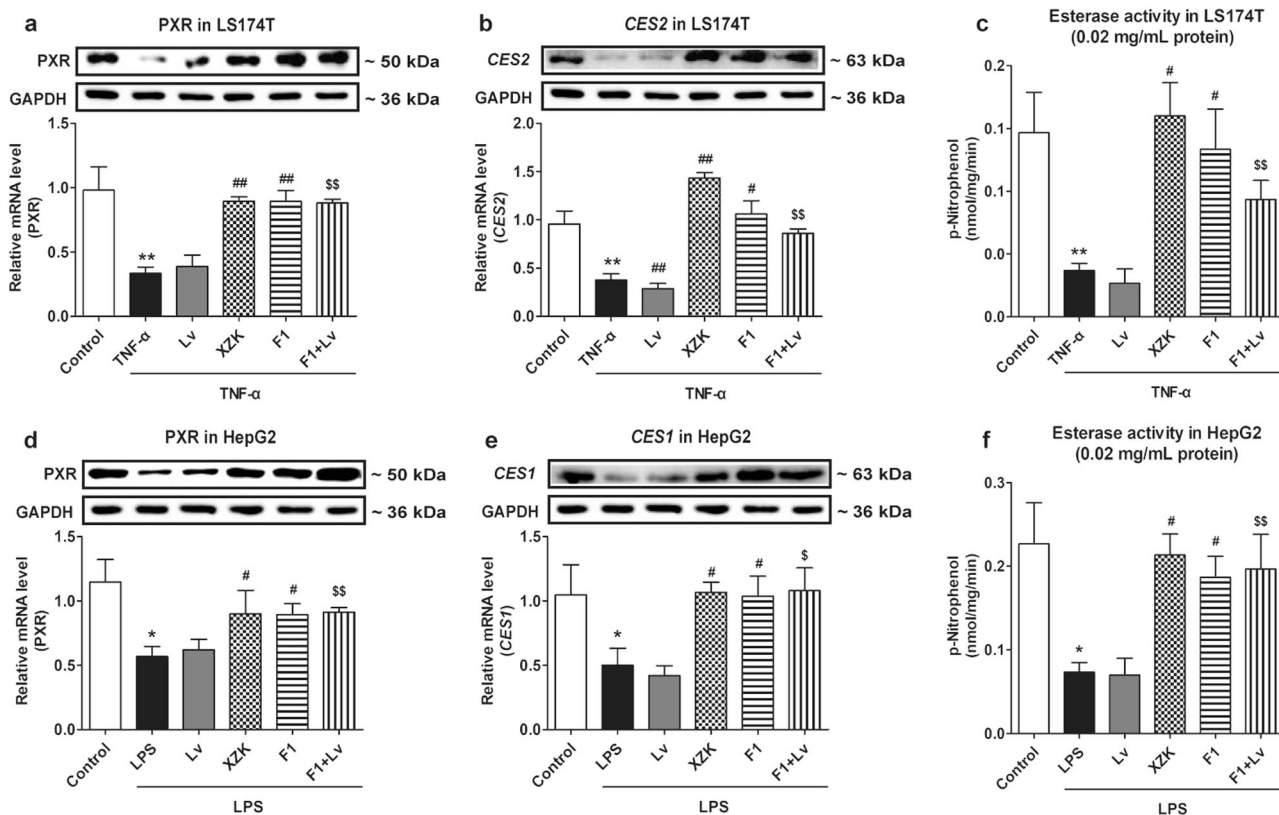 a
PXR in LS174T
PXR
~ 50 kDa
GAPDH
~ 36 kDa
Relative mRNA level
(PXR)
1.5
1.0
0.5
0.0
**
##
##
$$
Control
TNF-α
Lv
XZK
F1
F1+Lv
TNF-α
b
CES2 in LS174T
CES2
~ 63 kDa
GAPDH
~ 36 kDa
Relative mRNA level
(CES2)
2.0
1.5
1.0
0.5
0.0
**
##
##
#
$$
Control
TNF-α
Lv
XZK
F1
F1+Lv
TNF-α
c
Esterase activity in LS174T
(0.02 mg/mL protein)
p-Nitrophenol
(nmol/mg/min)
0.2
0.1
0.1
0.0
0.0
**
#
#
$$
Control
TNF-α
Lv
XZK
F1
F1+Lv
TNF-α
d
PXR in HepG2
PXR
~ 50 kDa
GAPDH
~ 36 kDa
Relative mRNA level
(PXR)
1.5
1.0
0.5
0.0
*
#
#
$$
Control
LPS
Lv
XZK
F1
F1+Lv
LPS
e
CES1 in HepG2
CES1
~ 63 kDa
GAPDH
~ 36 kDa
Relative mRNA level
(CES1)
1.5
1.0
0.5
0.0
*
#
#
$
Control
LPS
Lv
XZK
F1
F1+Lv
LPS
f
Esterase activity in HepG2
(0.02 mg/mL protein)
p-Nitrophenol
(nmol/mg/min)
0.3
0.2
0.1
0.0
*
#
#
$$
Control
LPS
Lv
XZK
F1
F1+Lv
LPS